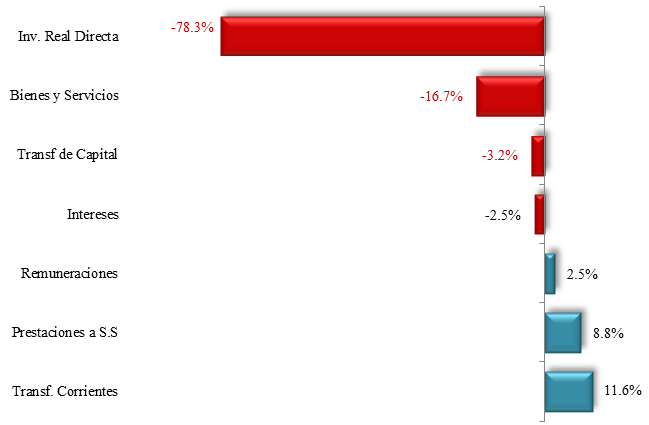 Inv. Real Directa -78.3%
Bienes y Servicios -16.7%
Transf de Capital -3.2%
Intereses -2.5%
Remuneraciones 2.5%
Prestaciones a S.S 8.8%
Transf. Corrientes 11.6%